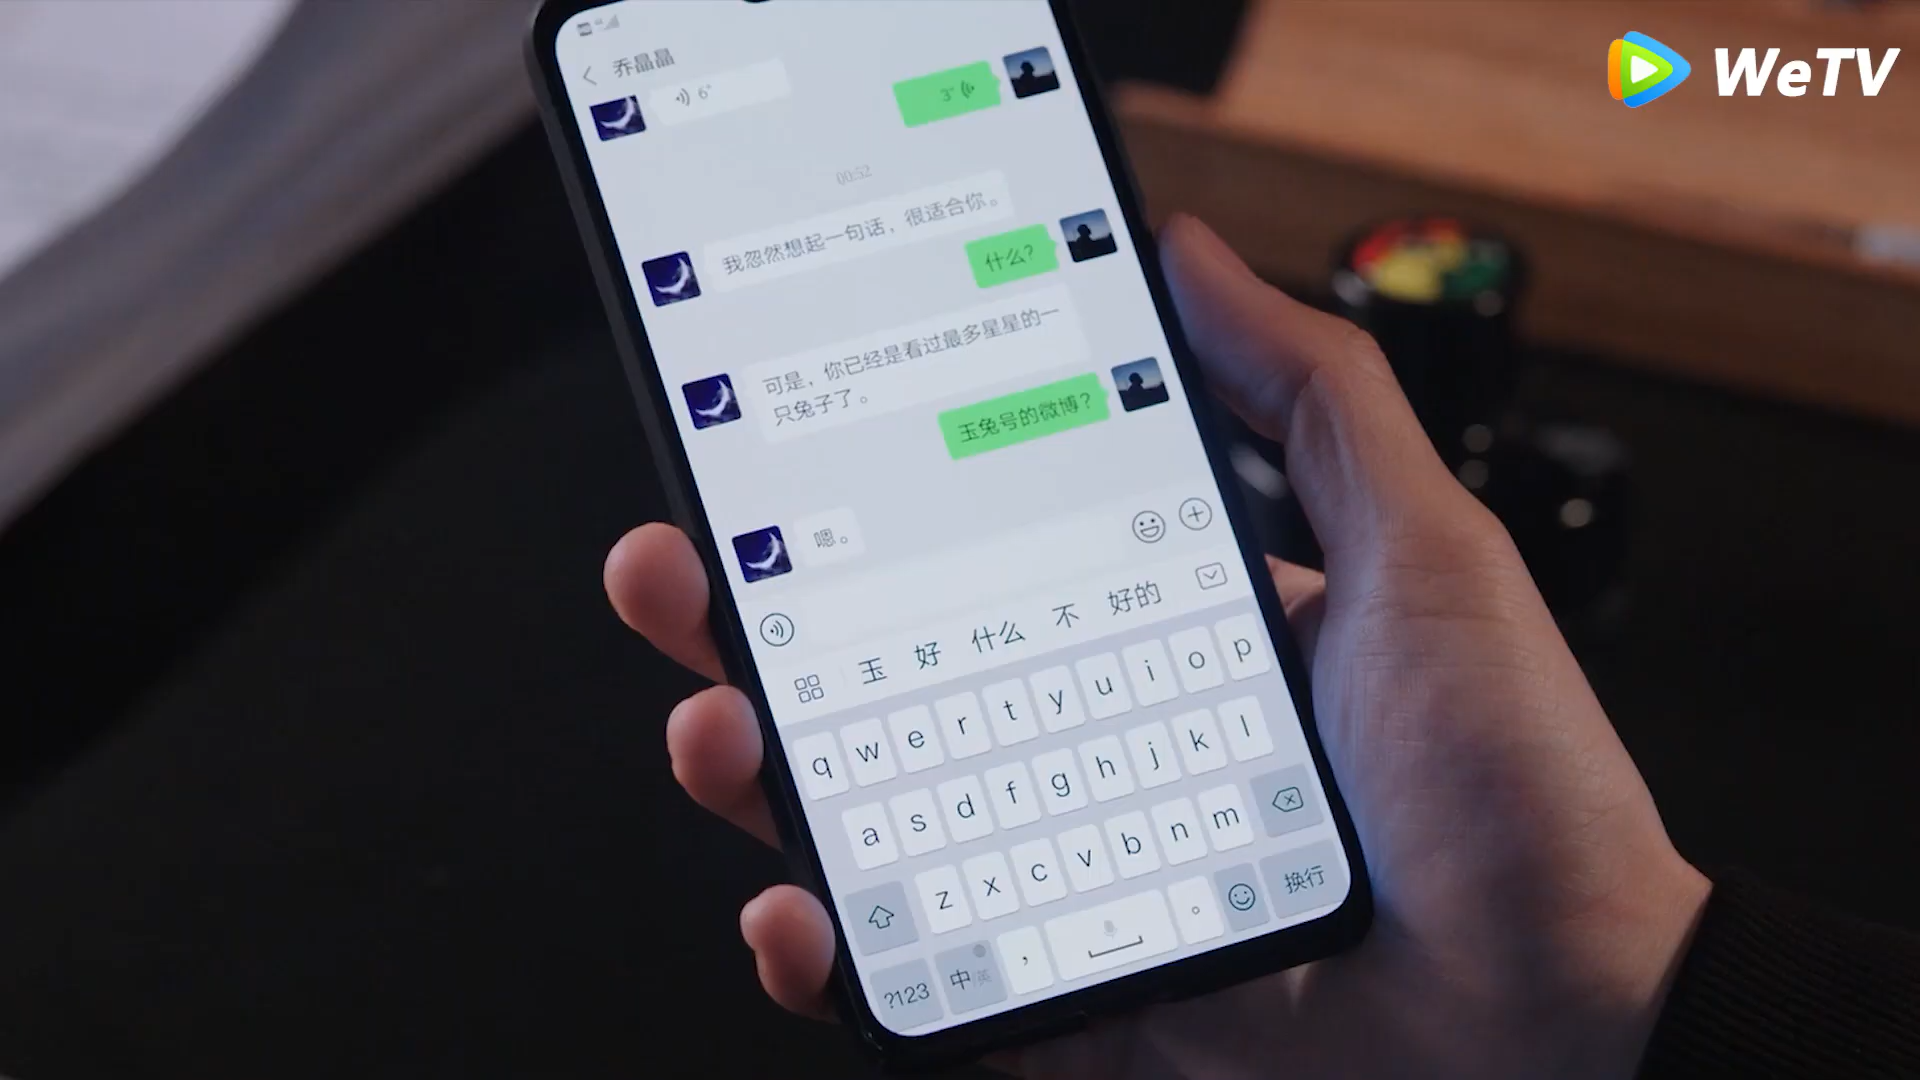 WeTV
乔晶晶
6"
3"
00:52
我忽然想起一句话，很适合你。
什么？
可是，你已经是看过最多星星的一
只兔子了。
玉兔号的微博？
嗯。
玉 好 什么 不 好的
q w e r t y u i o p
a s d f g h j k l
z x c v b n m
?123 中/英 , 。 换行